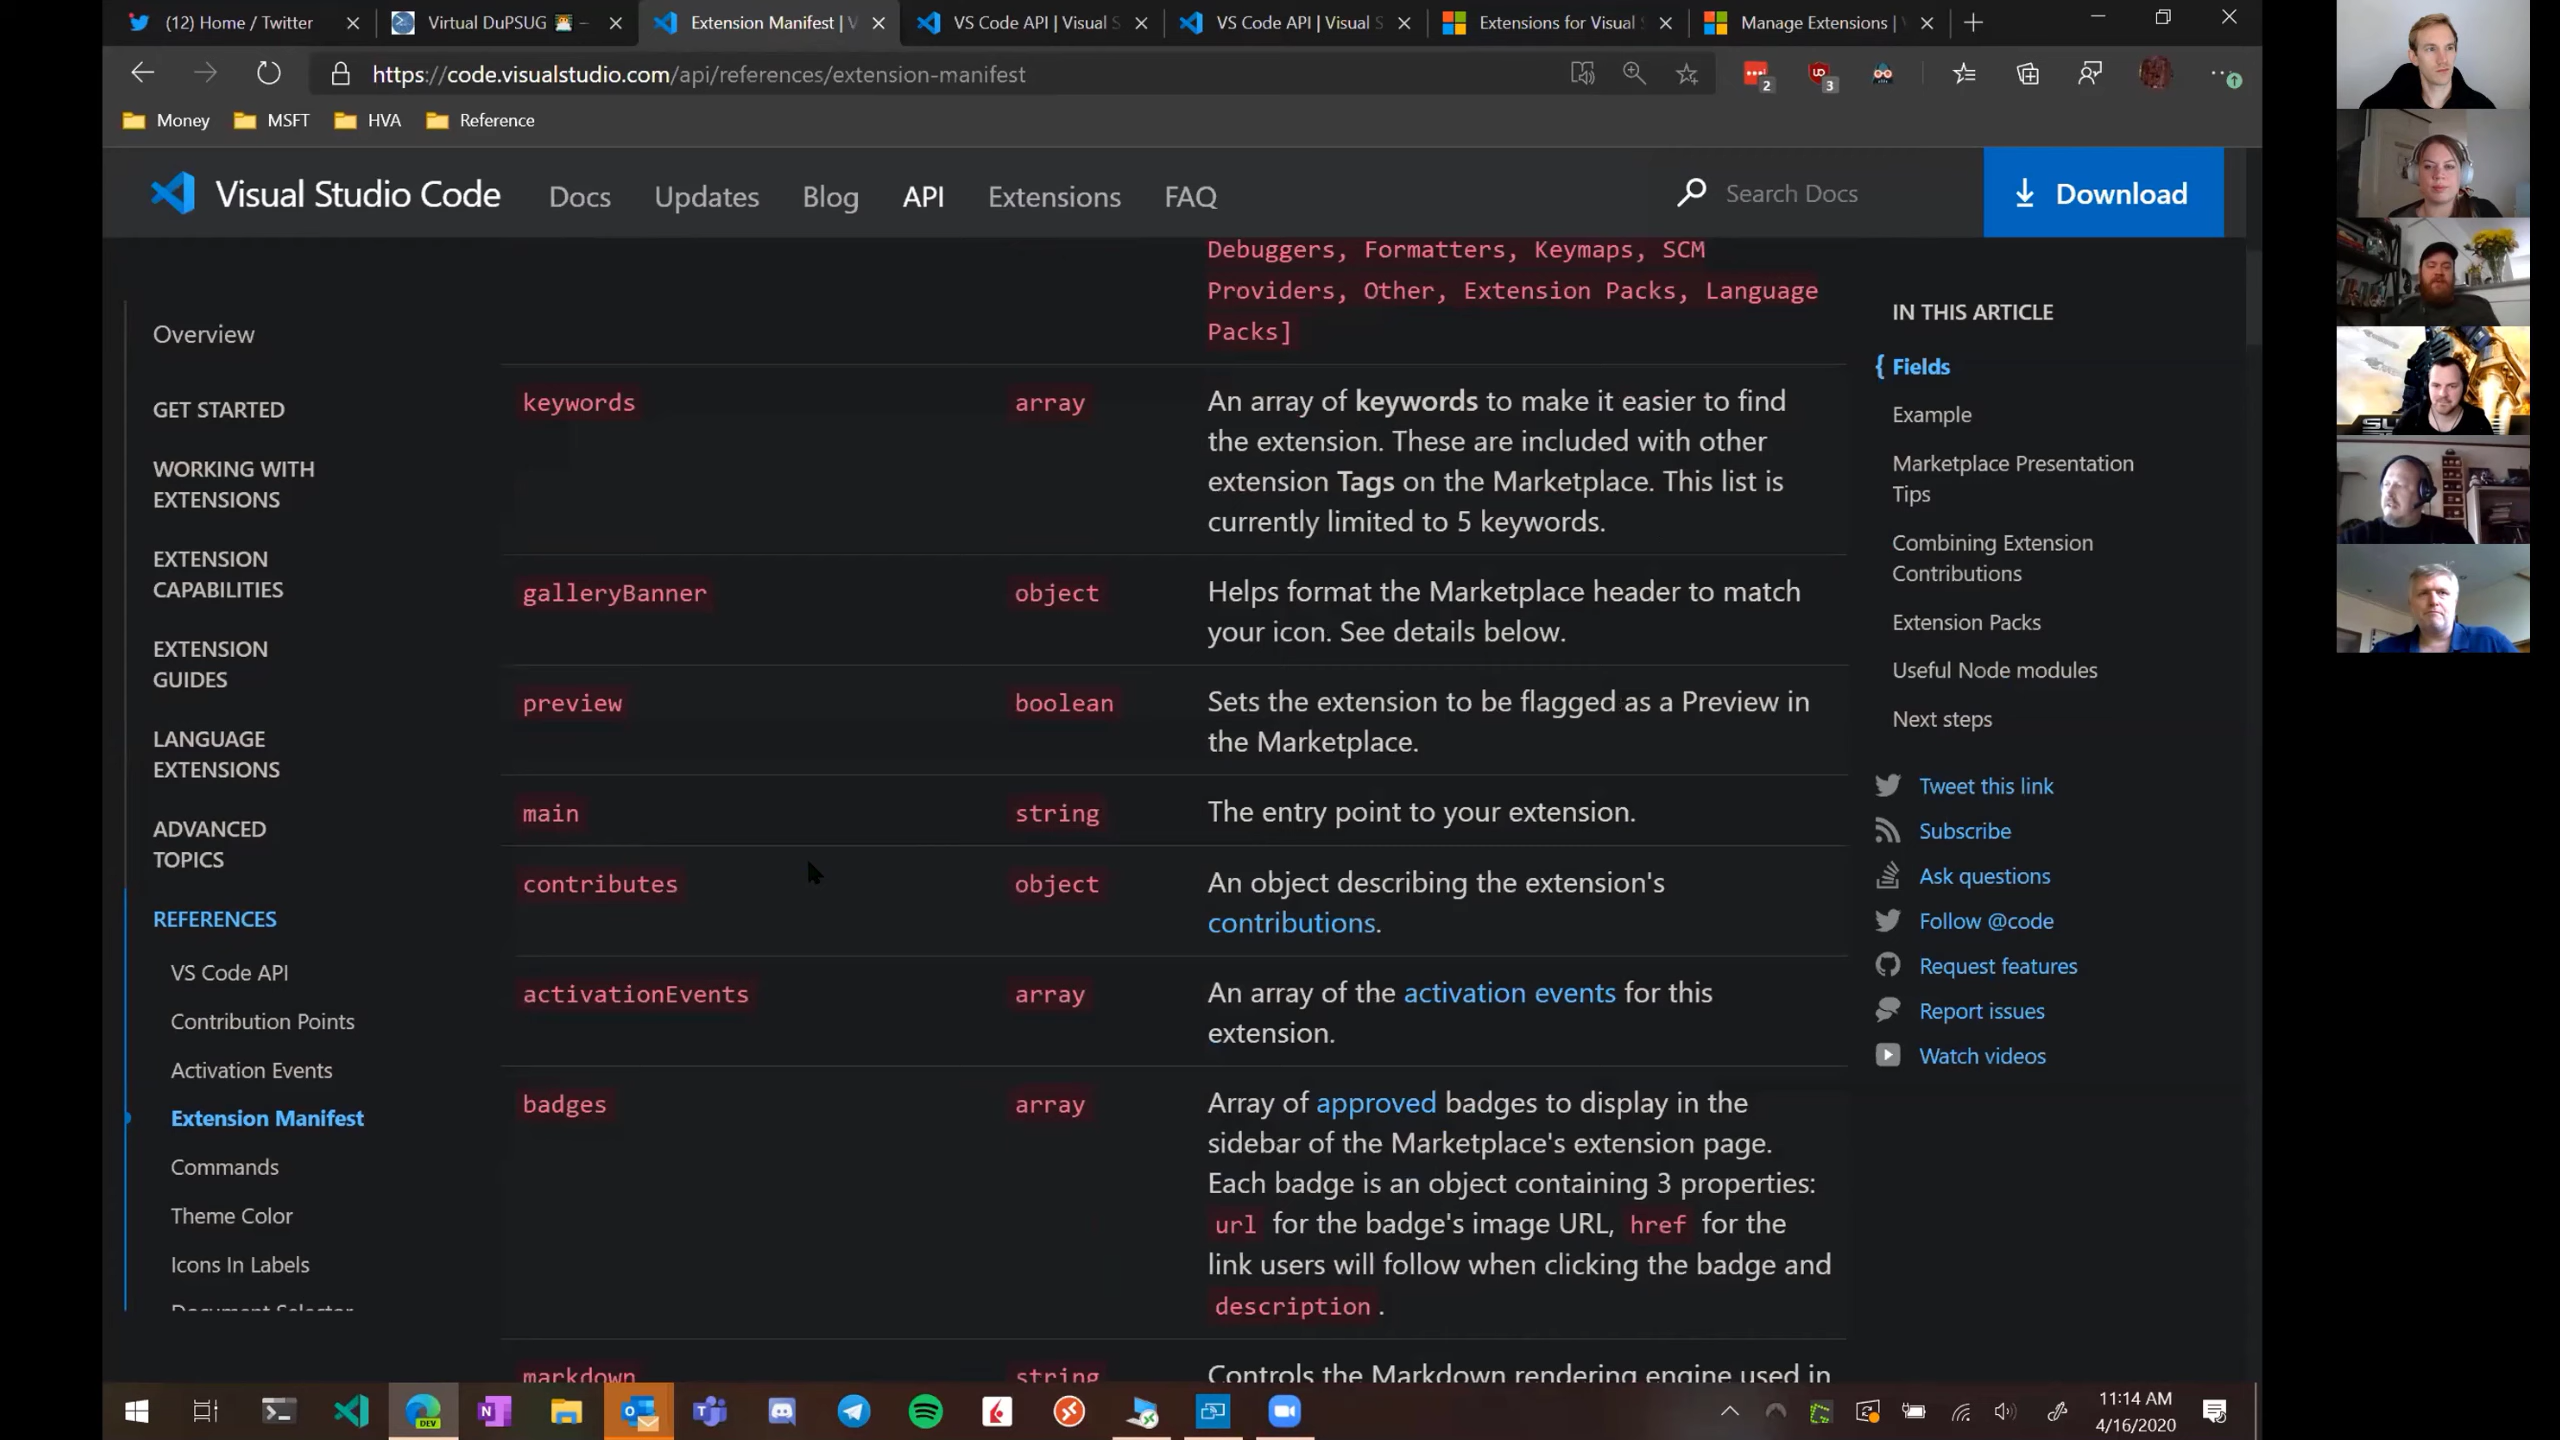 (12) Home / Twitter
Virtual DuPSUG
Extension Manifest | V
VS Code API | Visual S
VS Code API | Visual S
Extensions for Visual
Manage Extensions |
https://code.visualstudio.com/api/references/extension-manifest
2
3
Money
MSFT
HVA
Reference
Visual Studio Code
Docs
Updates
Blog
API
Extensions
FAQ
Search Docs
Download
Overview
GET STARTED
WORKING WITH
EXTENSIONS
EXTENSION
CAPABILITIES
EXTENSION
GUIDES
LANGUAGE
EXTENSIONS
ADVANCED
TOPICS
REFERENCES
VS Code API
Contribution Points
Activation Events
Extension Manifest
Commands
Theme Color
Icons In Labels
Document Selector
Debuggers, Formatters, Keymaps, SCM
Providers, Other, Extension Packs, Language
Packs]
keywords
array
An array of keywords to make it easier to find
the extension. These are included with other
extension Tags on the Marketplace. This list is
currently limited to 5 keywords.
galleryBanner
object
Helps format the Marketplace header to match
your icon. See details below.
preview
boolean
Sets the extension to be flagged as a Preview in
the Marketplace.
main
string
The entry point to your extension.
contributes
object
An object describing the extension's
contributions.
activationEvents
array
An array of the activation events for this
extension.
badges
array
Array of approved badges to display in the
sidebar of the Marketplace's extension page.
Each badge is an object containing 3 properties:
url for the badge's image URL, href for the
link users will follow when clicking the badge and
description.
markdown
string
Controls the Markdown rendering engine used in
IN THIS ARTICLE
{ Fields
Example
Marketplace Presentation
Tips
Combining Extension
Contributions
Extension Packs
Useful Node modules
Next steps
Tweet this link
Subscribe
Ask questions
Follow @code
Request features
Report issues
Watch videos
DEV
11:14 AM
4/16/2020